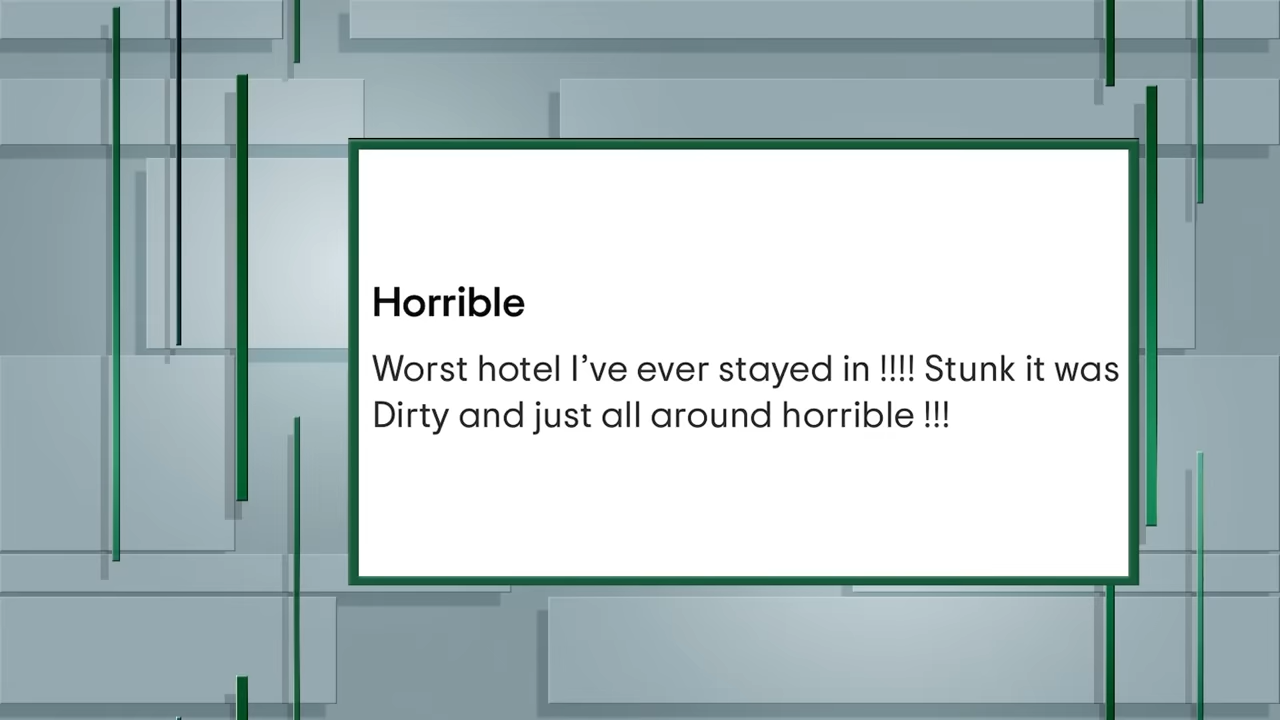 Horrible
Worst hotel I’ve ever stayed in !!!! Stunk it was
Dirty and just all around horrible !!!